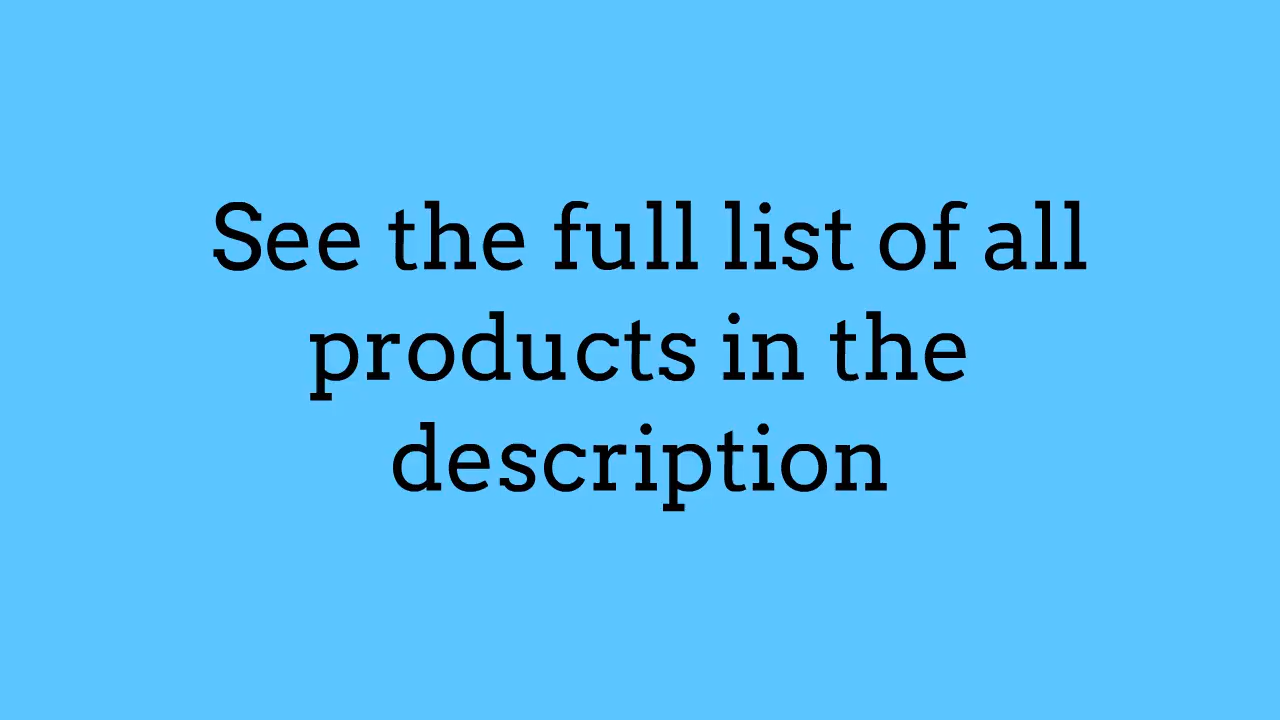 See the full list of all
products in the
description